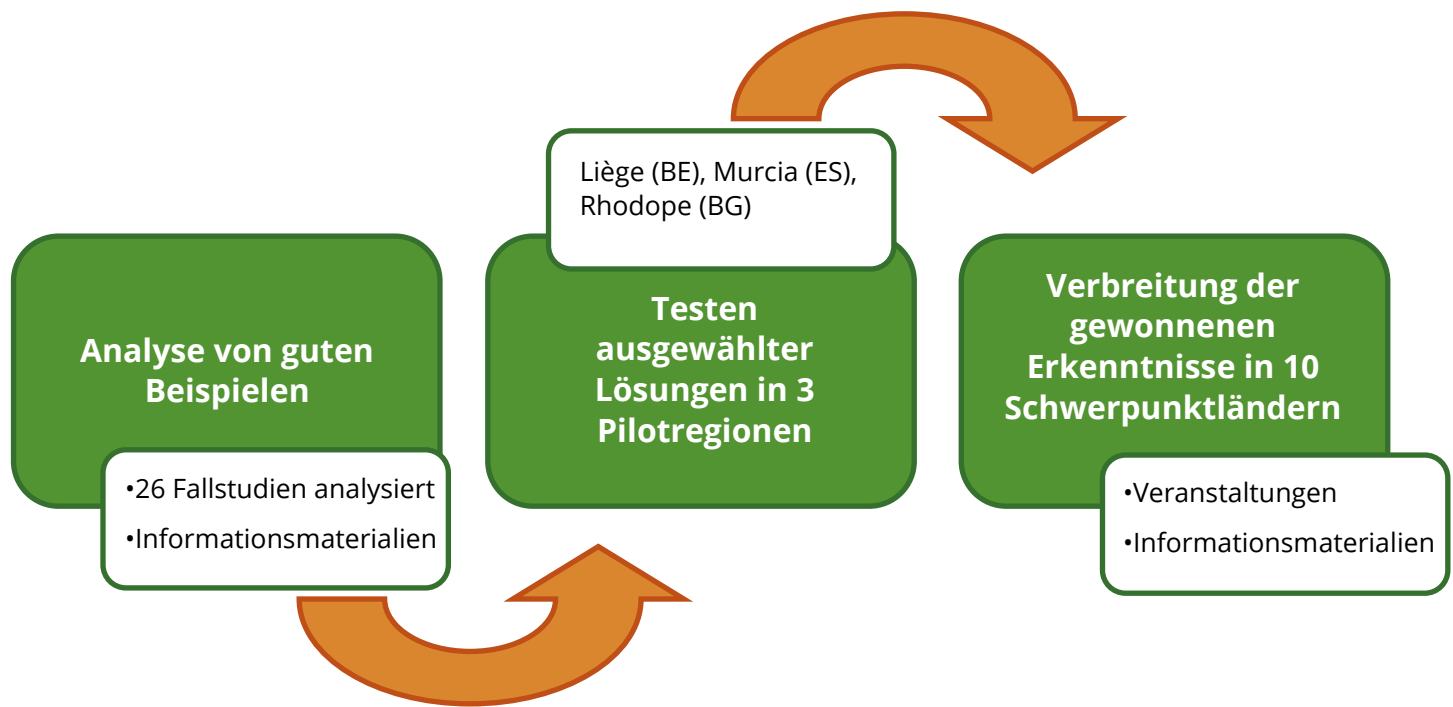 Analyse von guten
Beispielen
•26 Fallstudien analysiert
•Informationsmaterialien
Liège (BE), Murcia (ES),
Rhodope (BG)
Testen
ausgewählter
Lösungen in 3
Pilotregionen
Verbreitung der
gewonnenen
Erkenntnisse in 10
Schwerpunktländern
•Veranstaltungen
•Informationsmaterialien